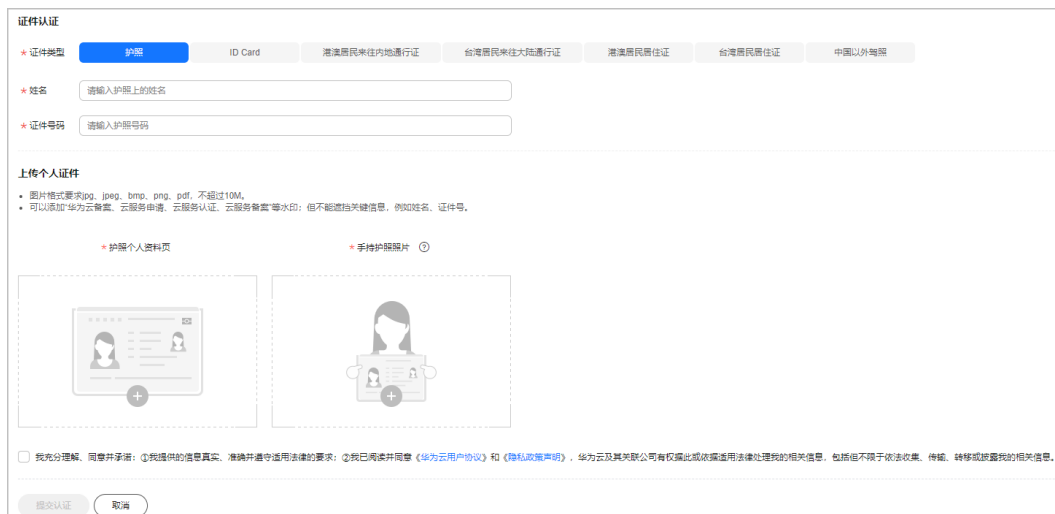 证件认证
* 证件类型 护照 ID Card 港澳居民来往内地通行证 台湾居民来往大陆通行证 港澳居民居住证 台湾居民居住证 中国以外驾照
* 姓名 请输入护照上的姓名
* 证件号码 请输入护照号码
上传个人证件
• 图片格式要求jpg、jpeg、bmp、png、pdf，不超过10M。
• 可以添加“华为云备案、云服务申请、云服务认证、云服务备案”等水印；但不能遮挡关键信息，例如姓名、证件号。
* 护照个人资料页 * 手持护照照片 ?
我充分理解、同意并承诺：①我提供的信息真实、准确并遵守适用法律的要求；②我已阅读并同意《华为云用户协议》和《隐私政策声明》，华为云及其关联公司有权据此或依据适用法律处理我的相关信息，包括但不限于依法收集、传输、转移或披露我的相关信息。
提交认证 取消